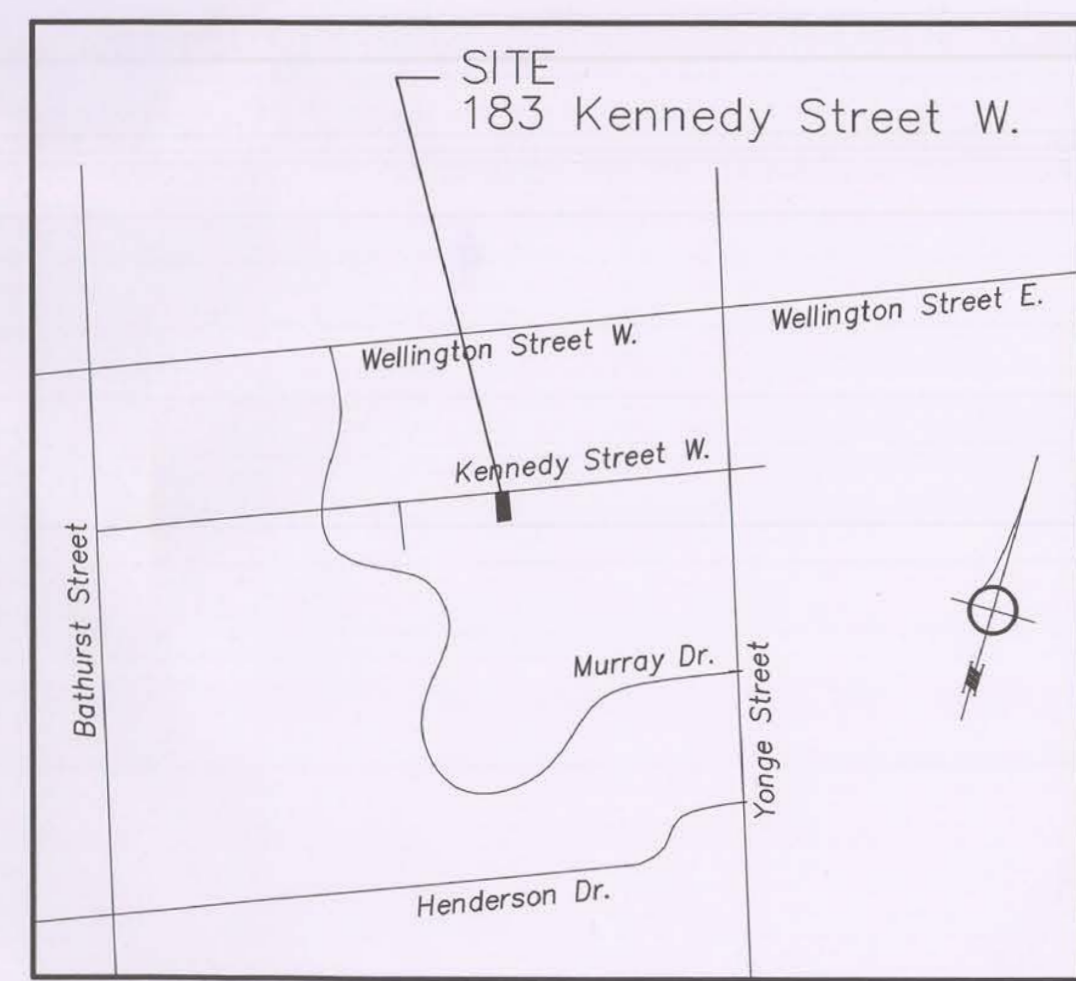 SITE
183 Kennedy Street W.
Wellington Street E.
Wellington Street W.
Kennedy Street W.
Bathurst Street
Murray Dr.
Yonge Street
Henderson Dr.